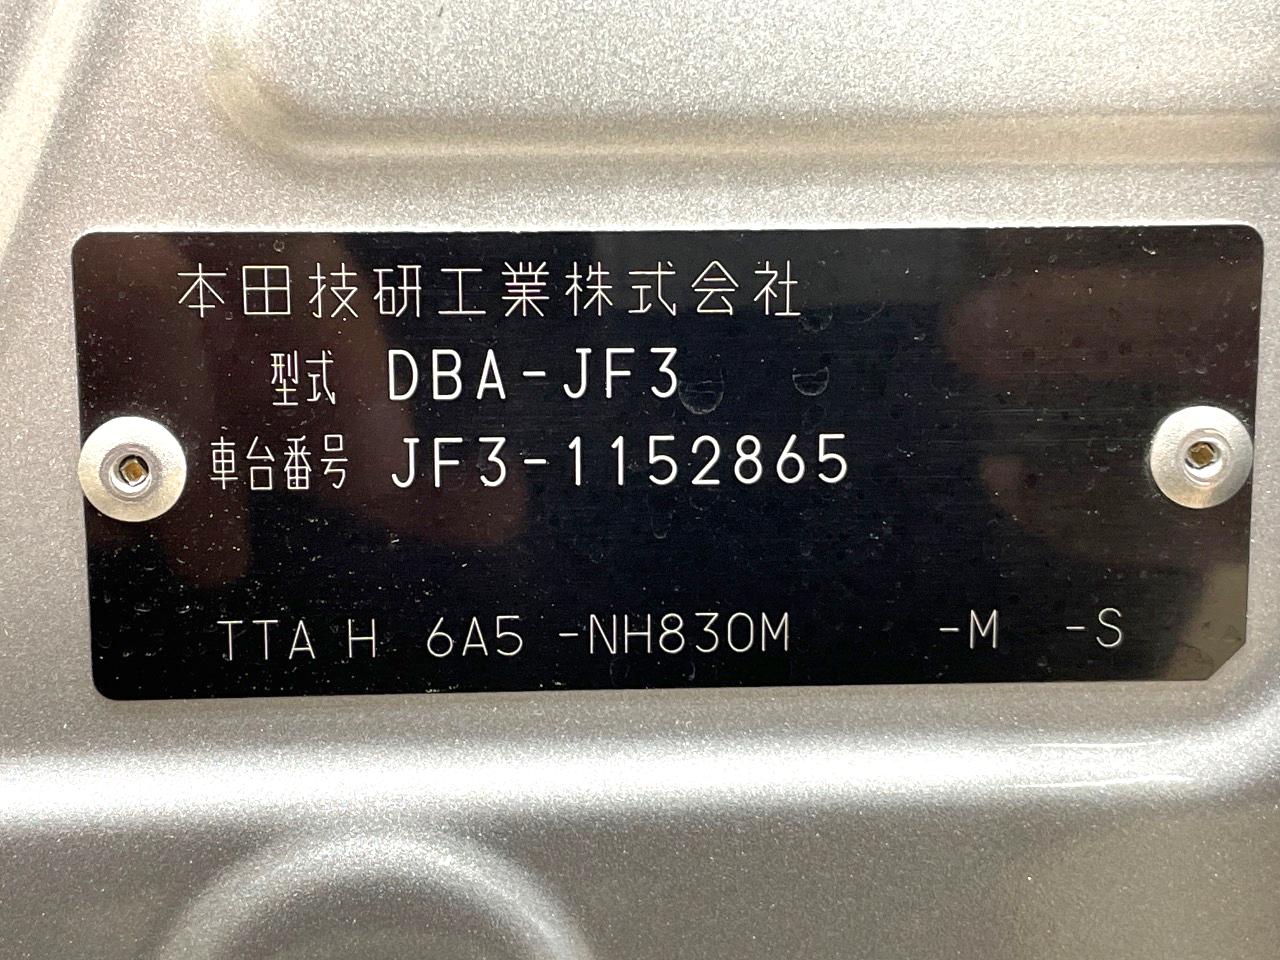 本田技研工業株式会社
型式 DBA-JF3
車台番号 JF3-1152865
TTA H 6A5 -NH830M -M -S